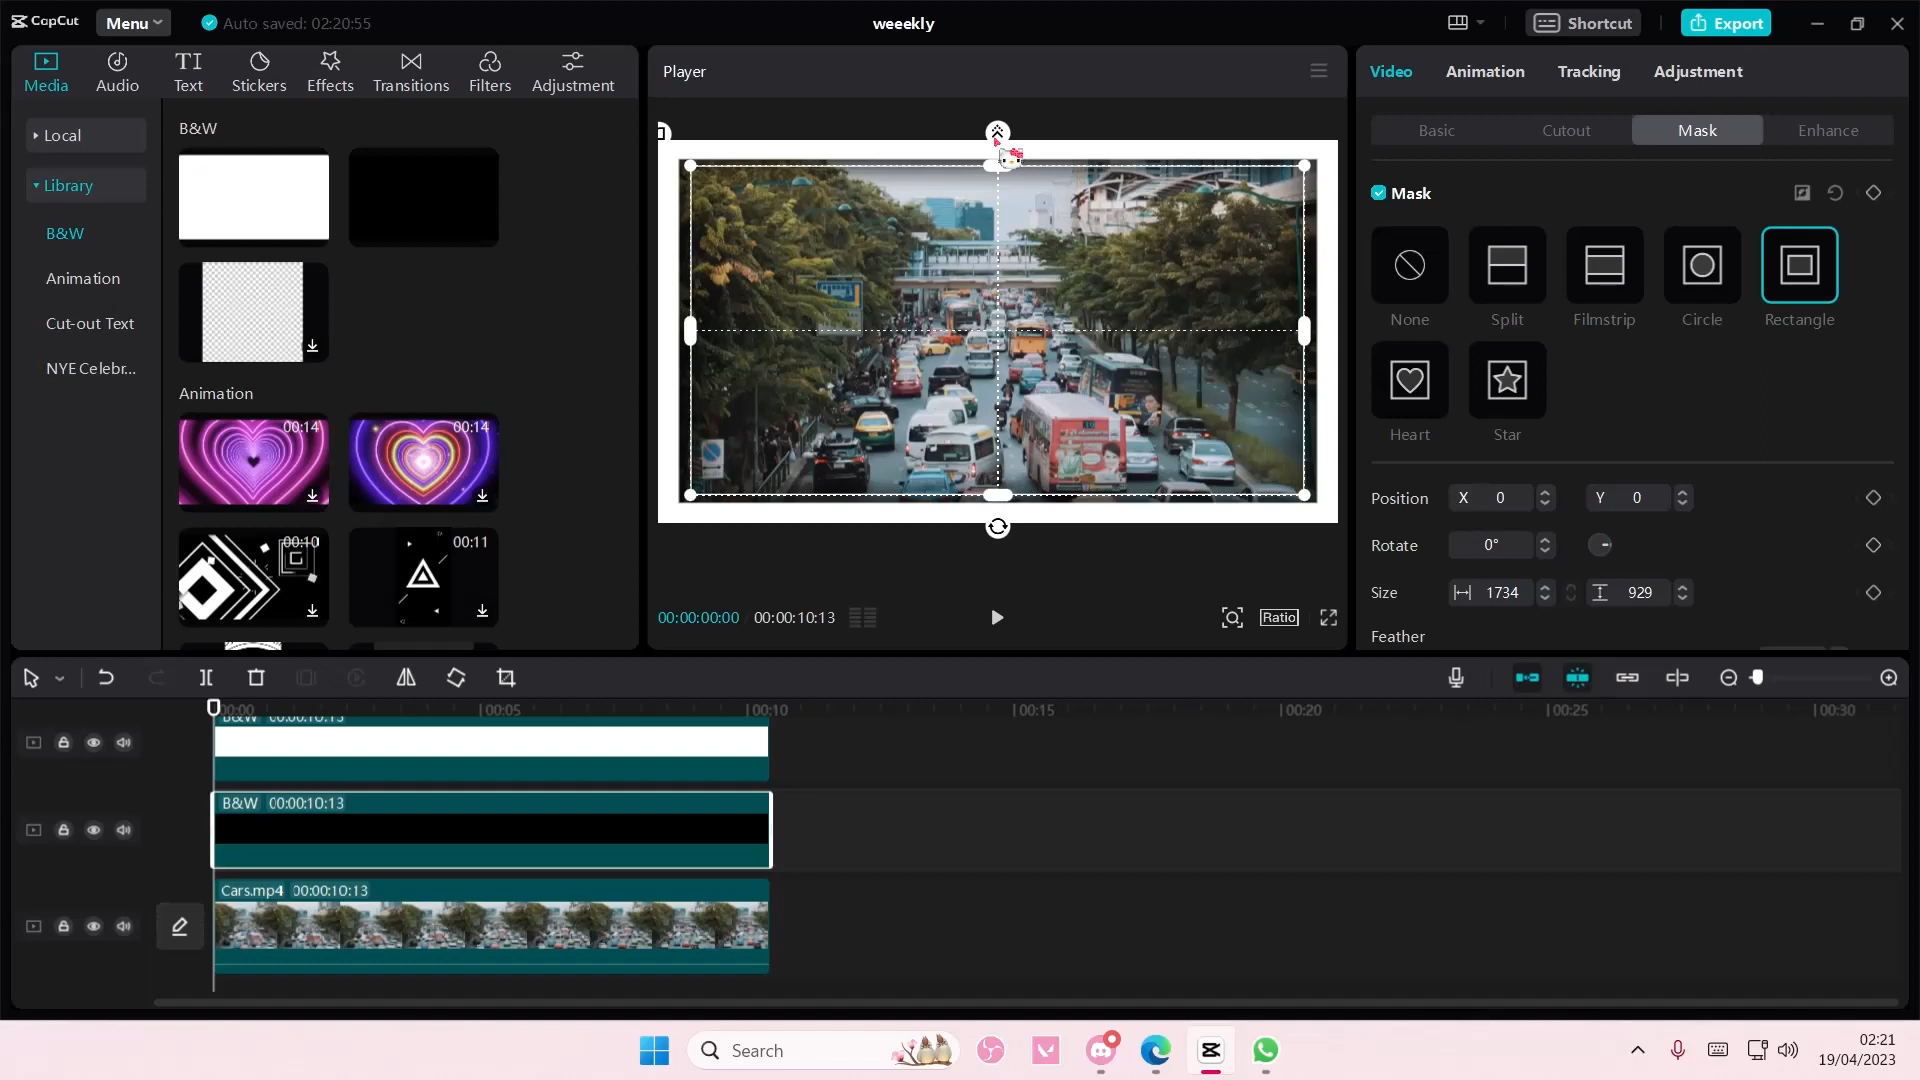 CapCut
Menu
Auto saved: 02:20:55
weeekly
Shortcut
Export
Media
Audio
TI
Text
Stickers
Effects
Transitions
Filters
Adjustment
Player
Video
Animation
Tracking
Adjustment
Local
Library
B&W
Animation
Cut-out Text
NYE Celebr...
B&W
Animation
00:14
00:14
00:10
00:11
Basic
Cutout
Mask
Enhance
Mask
None
Split
Filmstrip
Circle
Rectangle
Heart
Star
Position X 0 Y 0
Rotate 0°
Size 1734 929
Feather
00:00:00:00 00:00:10:13
Ratio
00:00 00:05 00:10 00:15 00:20 00:25 00:30
B&W 00:00:10:13
B&W 00:00:10:13
Cars.mp4 00:00:10:13
Search
02:21
19/04/2023